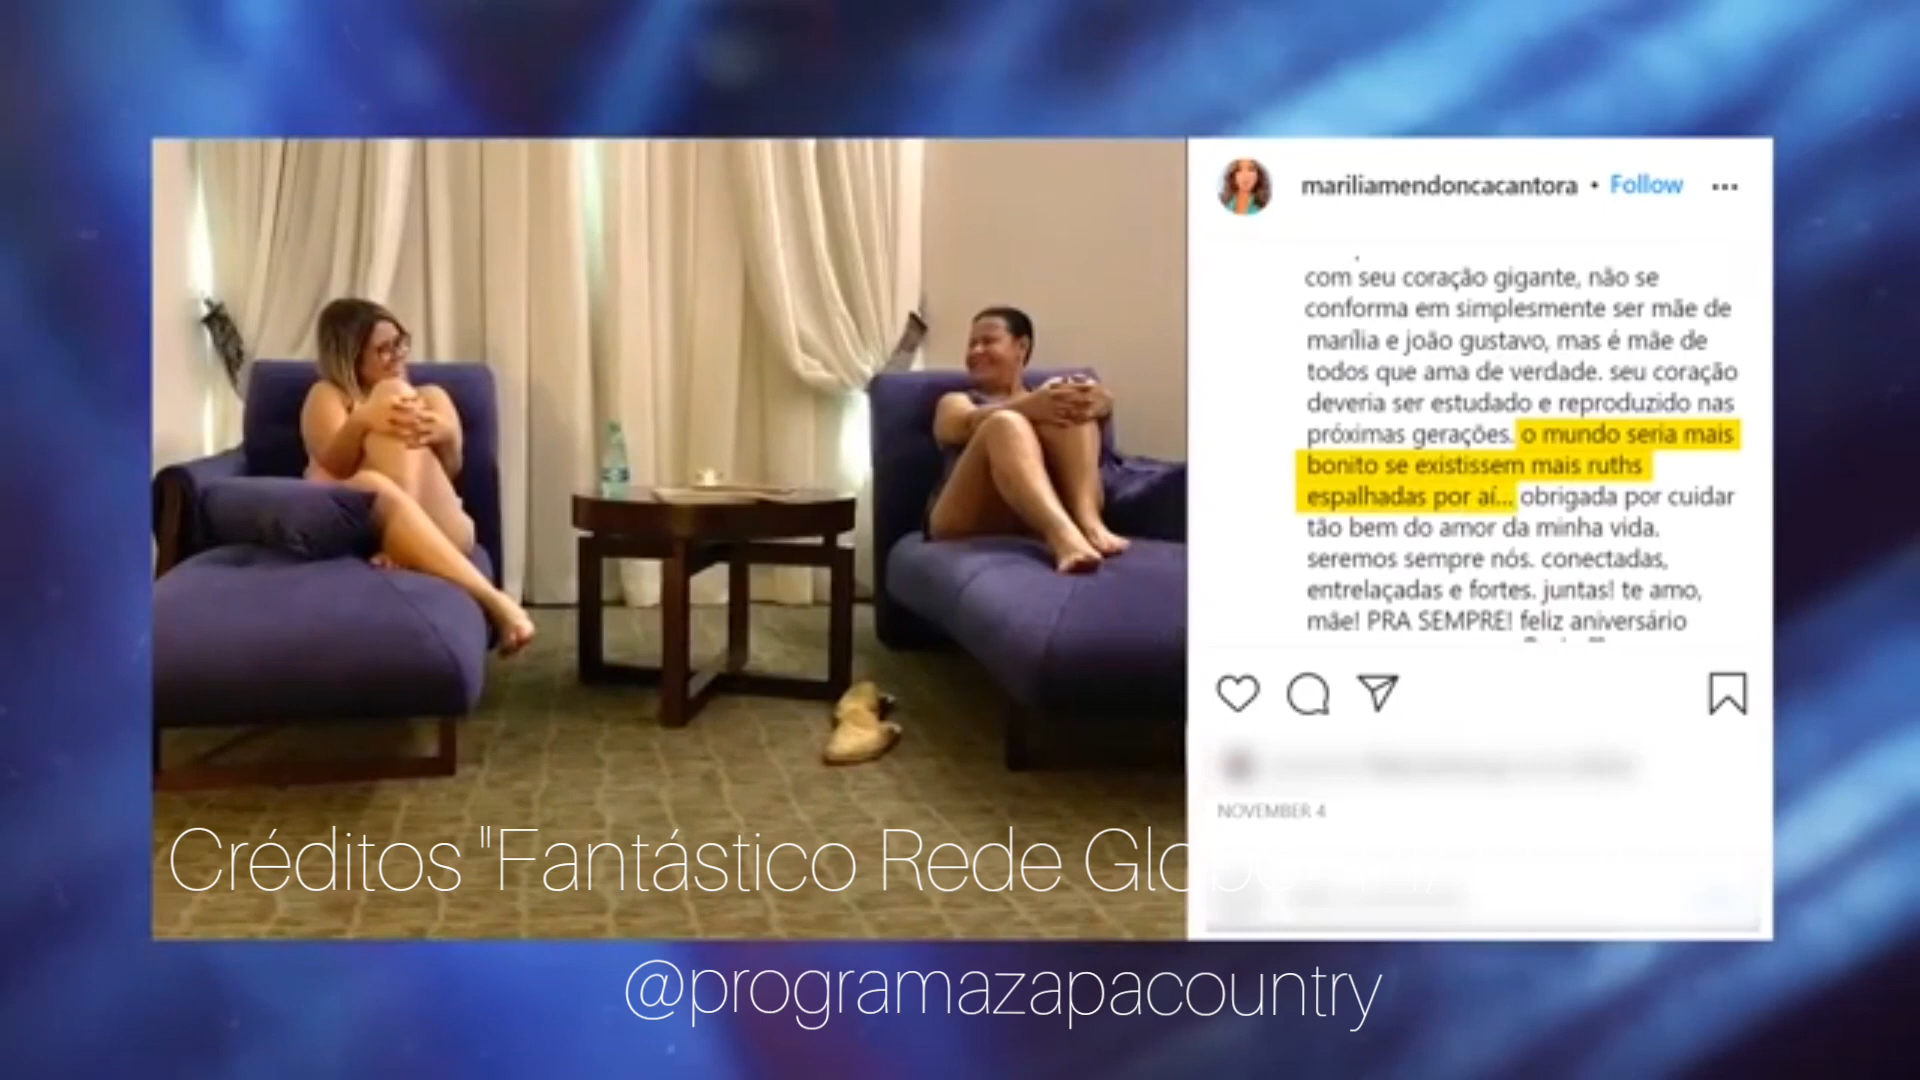 mariliamendoncacantora • Follow ...
com seu coração gigante, não se
conforma em simplesmente ser mãe de
marília e joão gustavo, mas é mãe de
todos que ama de verdade. seu coração
deveria ser estudado e reproduzido nas
próximas gerações. o mundo seria mais
bonito se existissem mais ruths
espalhadas por aí... obrigada por cuidar
tão bem do amor da minha vida.
seremos sempre nós. conectadas,
entrelaçadas e fortes. juntas! te amo,
mãe! PRA SEMPRE! feliz aniversário
NOVEMBER 4
Créditos "Fantástico Rede
@programazapacountry